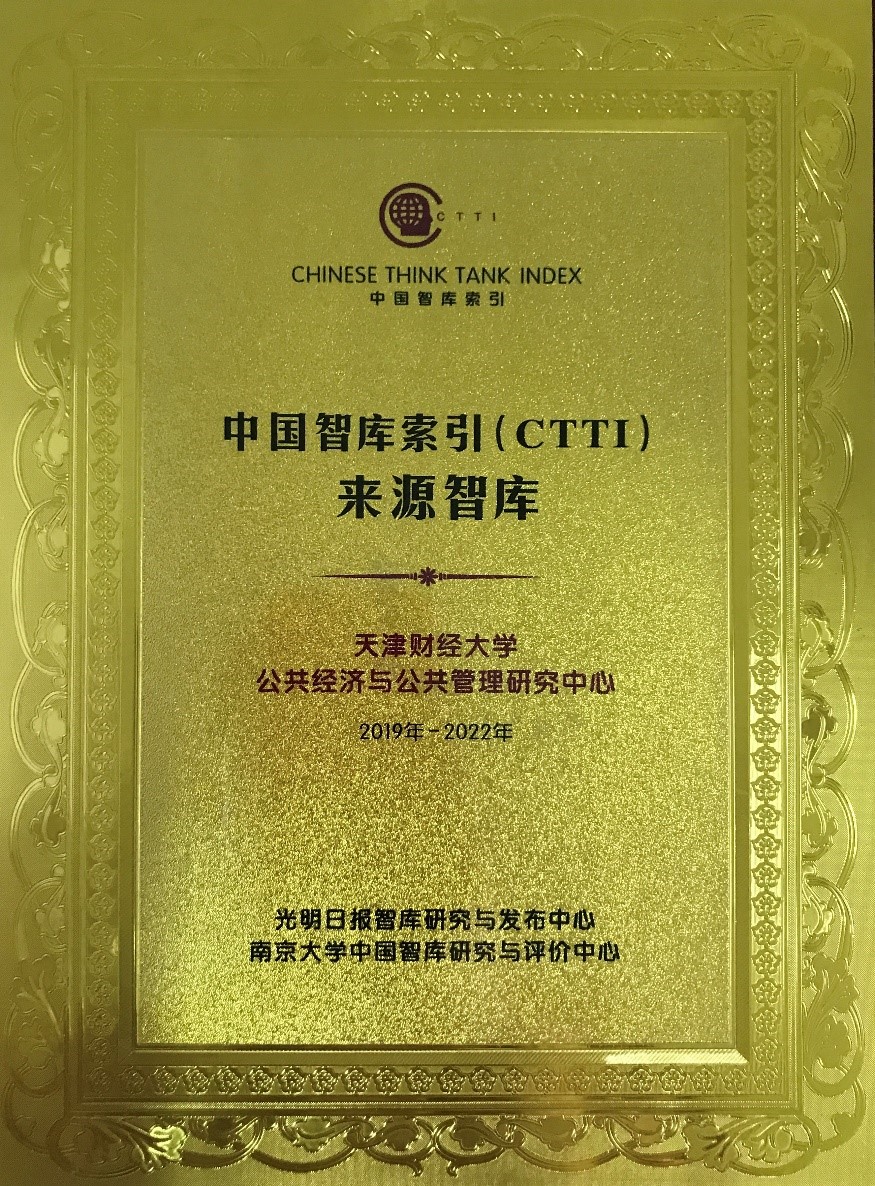 CTTI
CHINESE THINK TANK INDEX
中国智库索引
中国智库索引(CTTI)
来源智库
天津财经大学
公共经济与公共管理研究中心
2019年-2022年
光明日报智库研究与发布中心
南京大学中国智库研究与评价中心